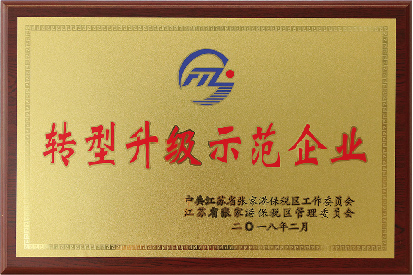 转型升级示范企业
中共江苏省张家港保税区工作委员会
江苏省张家港保税区管理委员会
二〇一八年二月